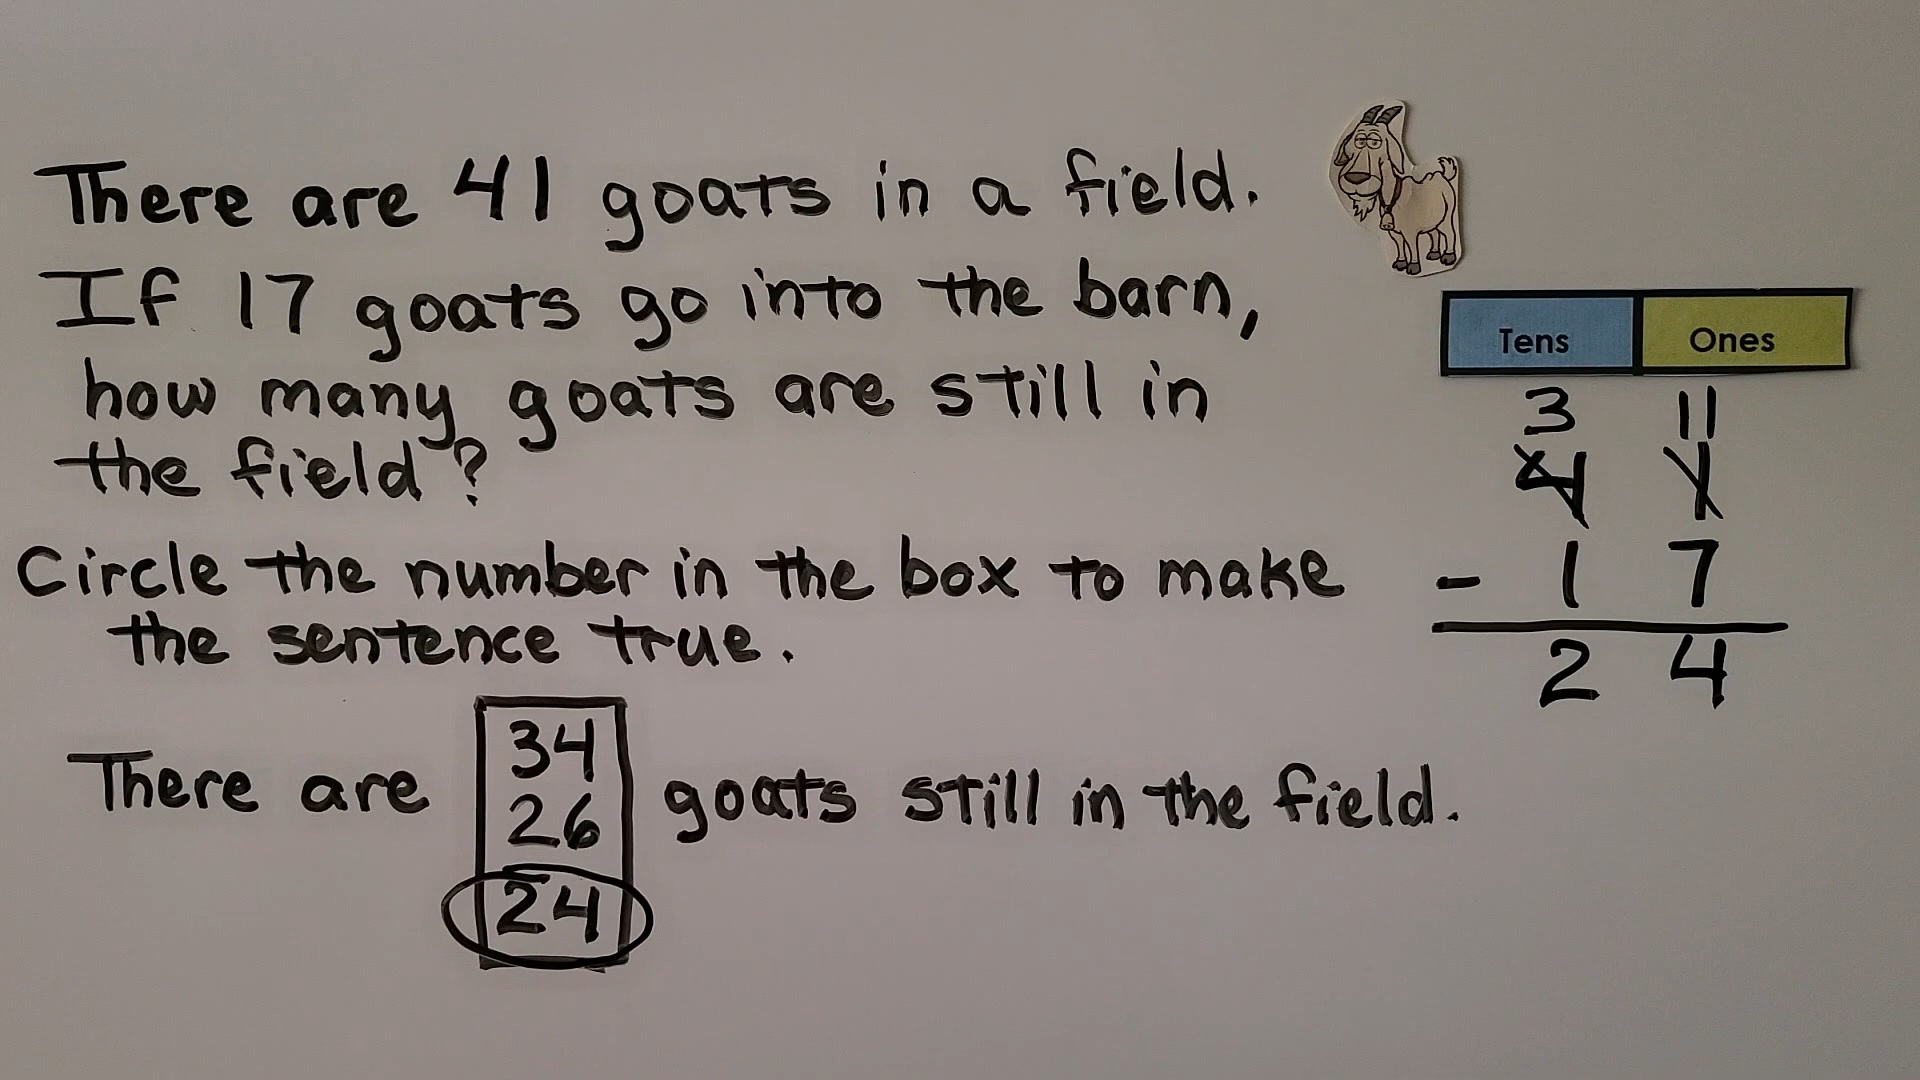 There are 41 goats in a field.
If 17 goats go into the barn,
how many goats are still in
the field?
Circle the number in the box to make
the sentence true.
There are
34
26
24
goats still in the field.
Tens Ones
3 11
4 1
- 1 7
2 4